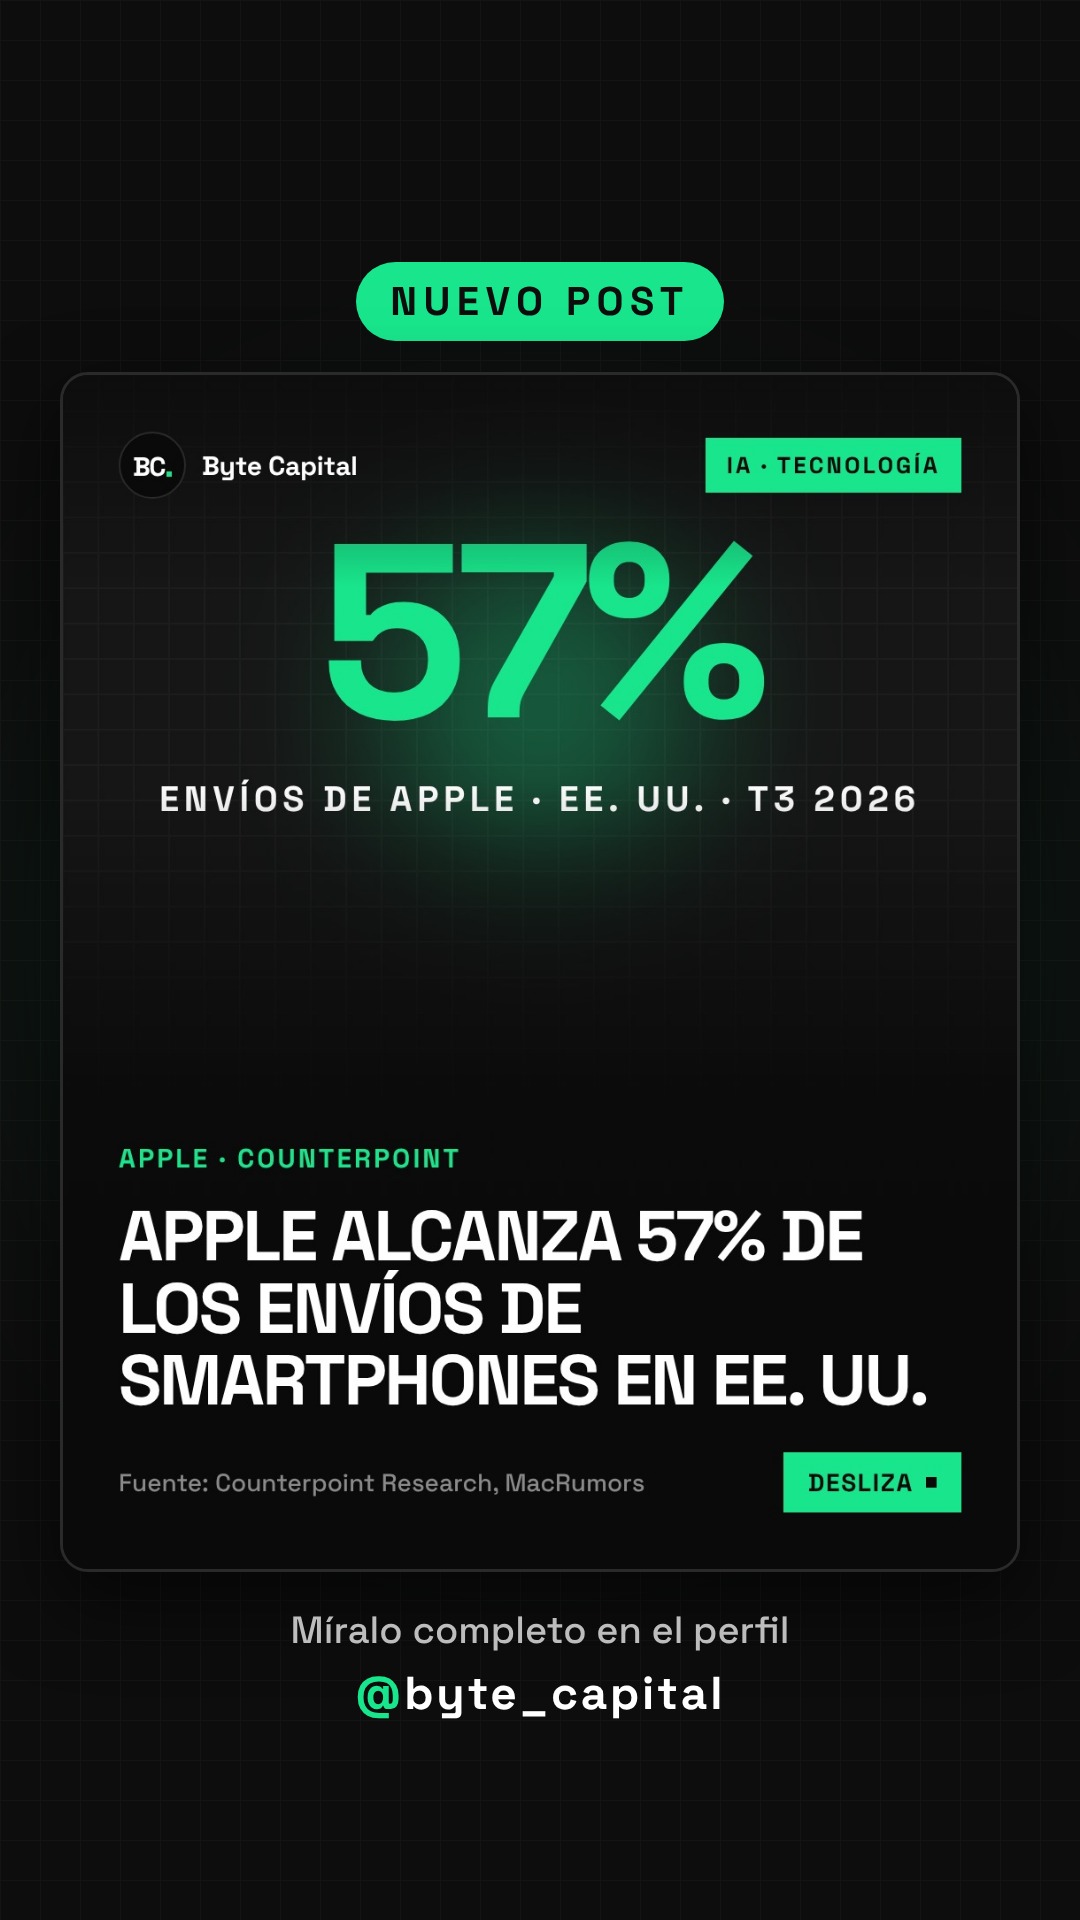 NUEVO POST
BC. Byte Capital
IA · TECNOLOGÍA
57%
ENVÍOS DE APPLE · EE. UU. · T3 2026
APPLE · COUNTERPOINT
APPLE ALCANZA 57% DE
LOS ENVÍOS DE
SMARTPHONES EN EE. UU.
Fuente: Counterpoint Research, MacRumors
DESLIZA ▪
Míralo completo en el perfil
@byte_capital